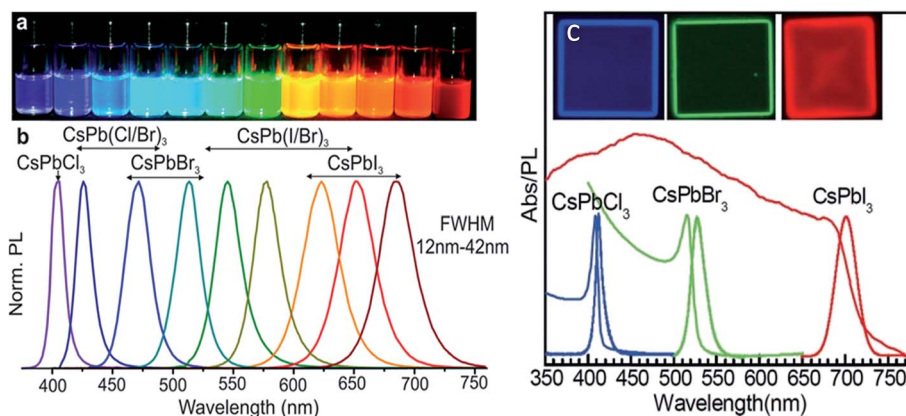 a
b
CsPb(Cl/Br)3
CsPb(I/Br)3
CsPbCl3
CsPbBr3
CsPbI3
FWHM
12nm-42nm
Norm. PL
400 450 500 550 600 650 700 750
Wavelength (nm)
C
Abs/PL
CsPbCl3
CsPbBr3
CsPbI3
350 400 450 500 550 600 650 700 750
Wavelength(nm)